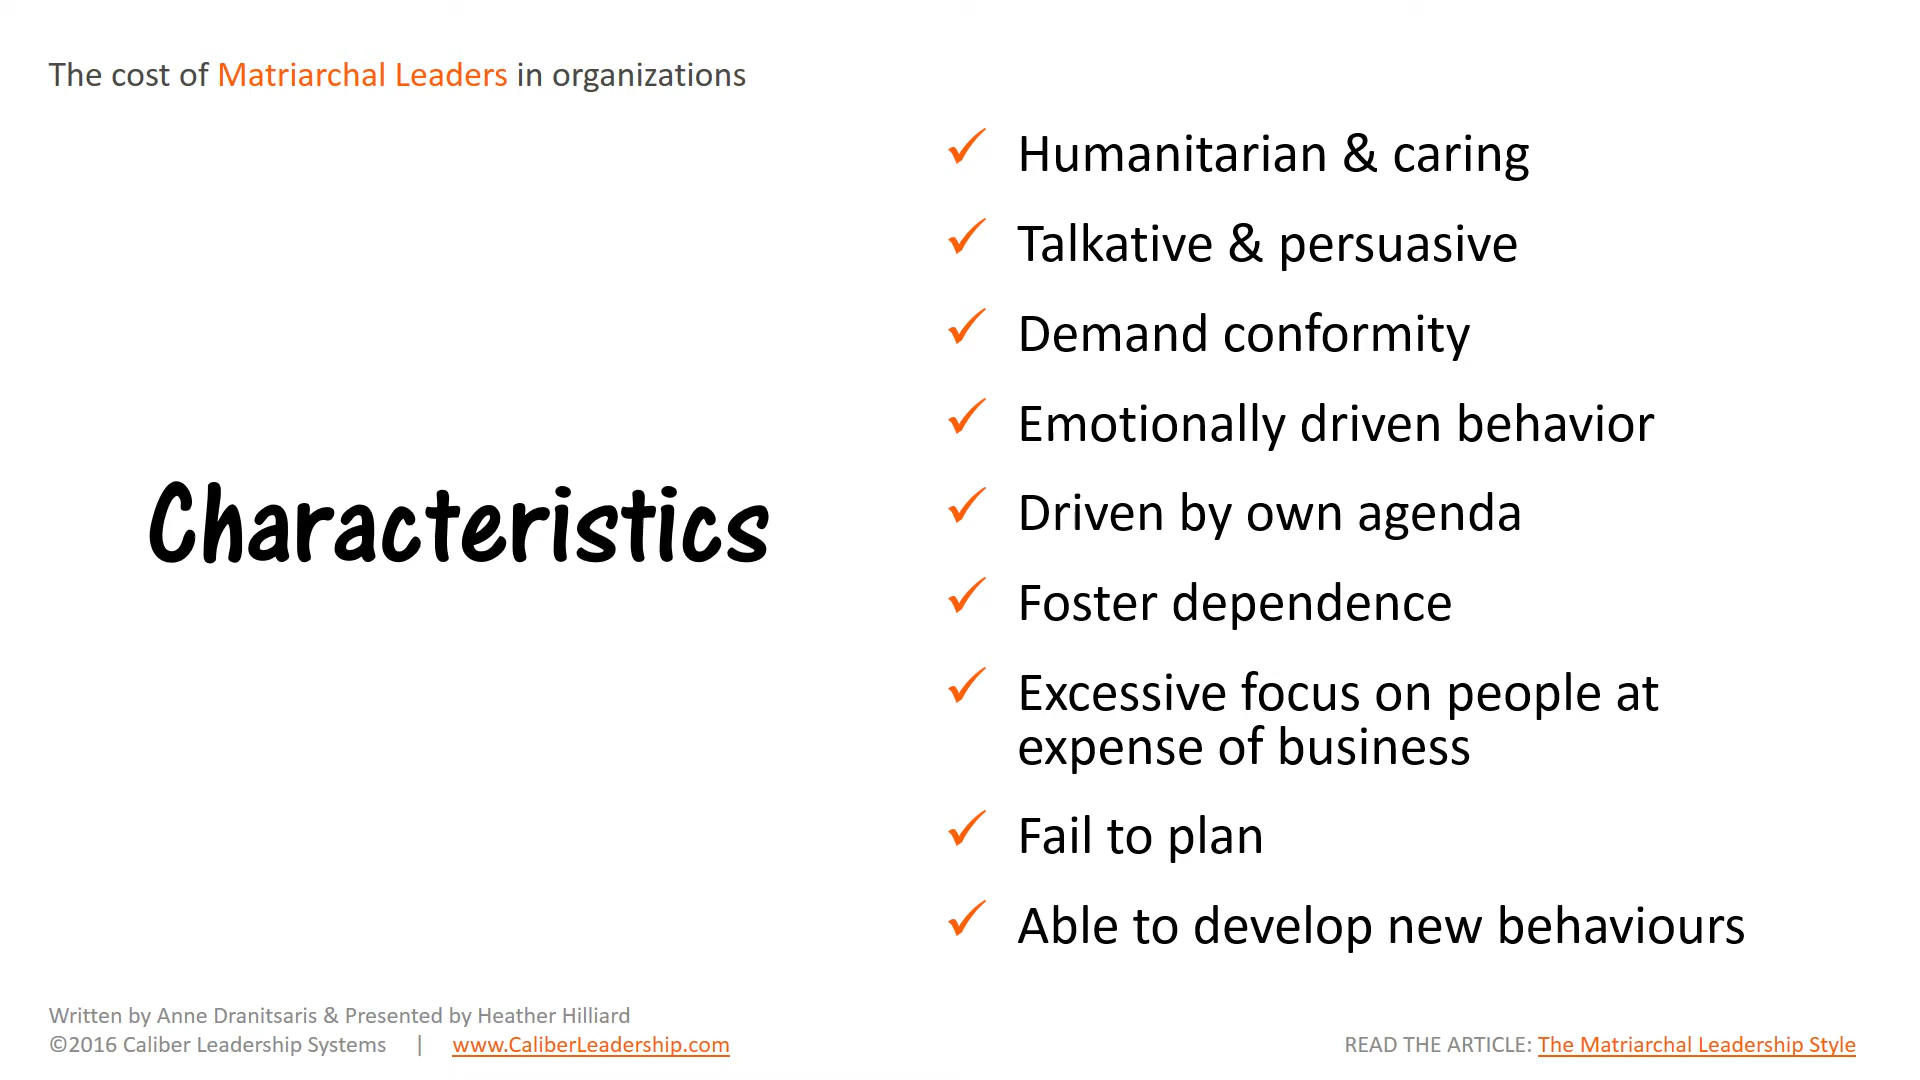 The cost of Matriarchal Leaders in organizations
Characteristics
Humanitarian & caring
Talkative & persuasive
Demand conformity
Emotionally driven behavior
Driven by own agenda
Foster dependence
Excessive focus on people at
expense of business
Fail to plan
Able to develop new behaviours
Written by Anne Dranitsaris & Presented by Heather Hilliard
©2016 Caliber Leadership Systems | www.CaliberLeadership.com
READ THE ARTICLE: The Matriarchal Leadership Style